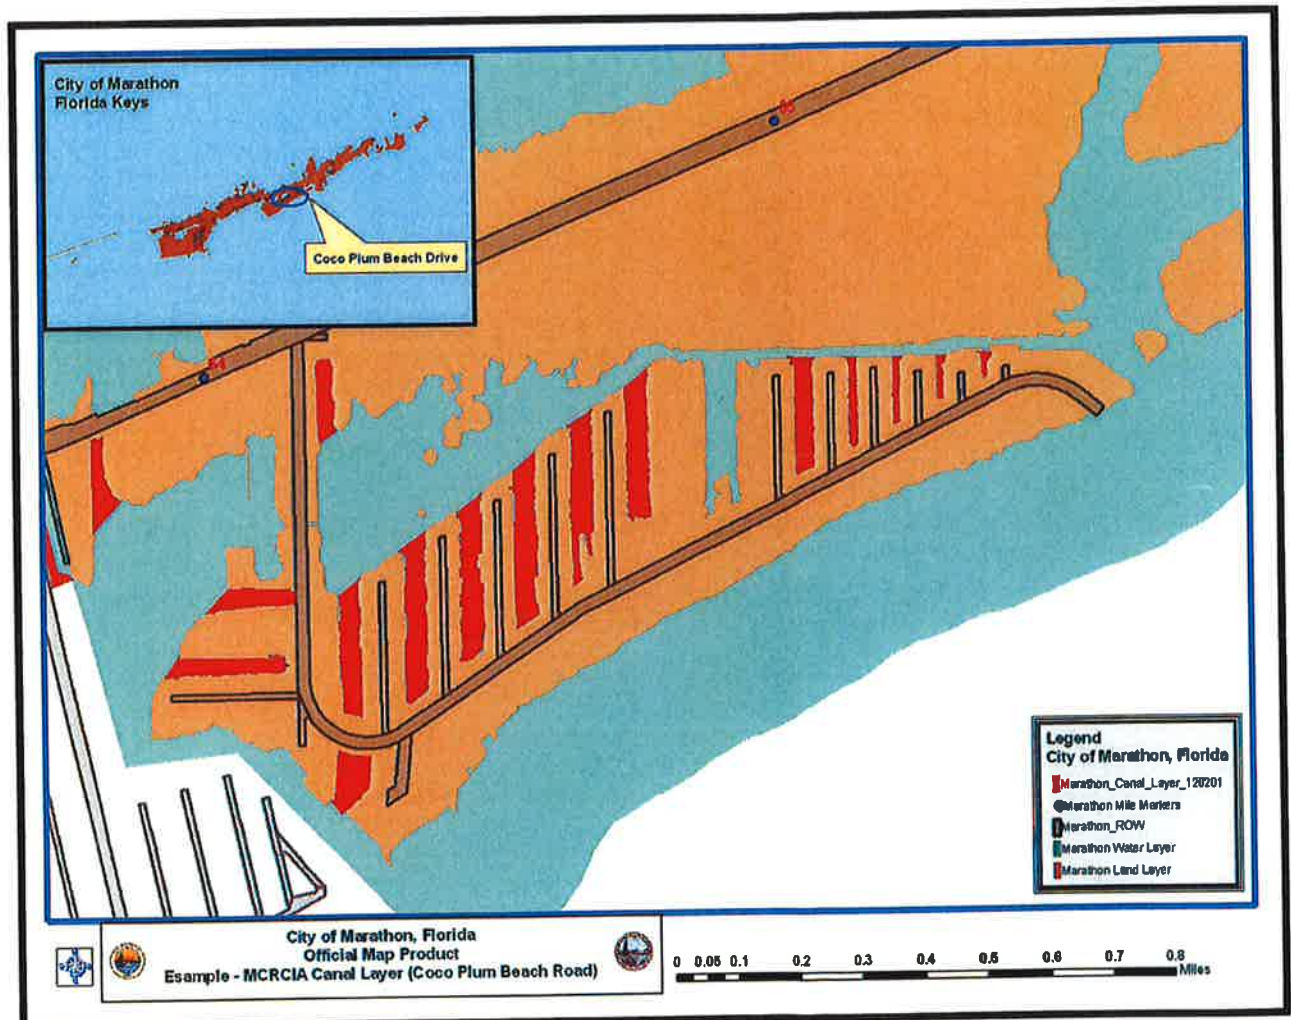 City of Marathon
Florida Keys
Coco Plum Beach Drive
Legend
City of Marathon, Florida
Marathon_Canal_Layer_120201
Marathon Mile Markers
Marathon_ROW
Marathon Water Layer
Marathon Land Layer
City of Marathon, Florida
Official Map Product
Esample - MCRCIA Canal Layer (Coco Plum Beach Road)
0 0.05 0.1 0.2 0.3 0.4 0.5 0.6 0.7 0.8
Miles